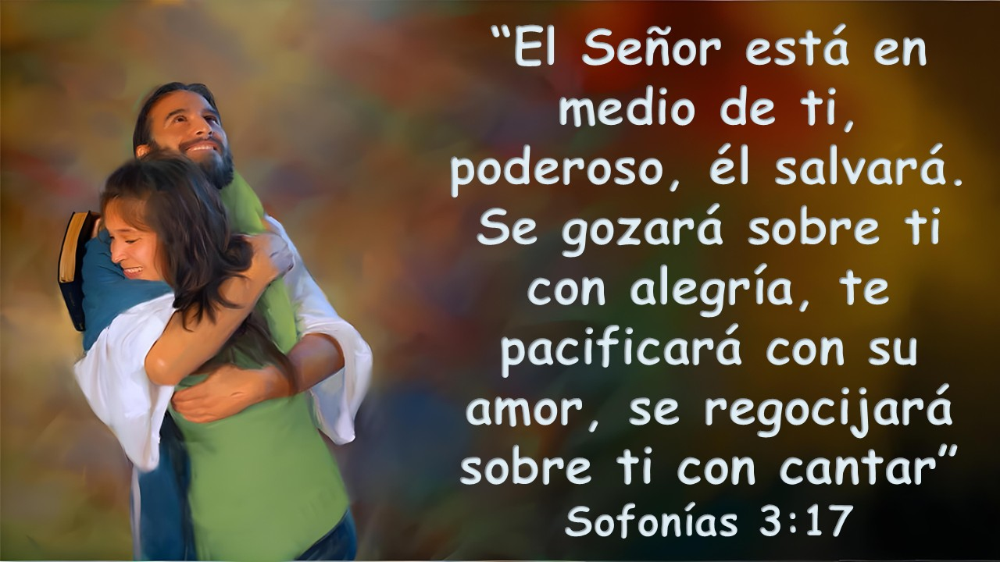 “El Señor está en
medio de ti,
poderoso, él salvará.
Se gozará sobre ti
con alegría, te
pacificará con su
amor, se regocijará
sobre ti con cantar”
Sofonías 3:17